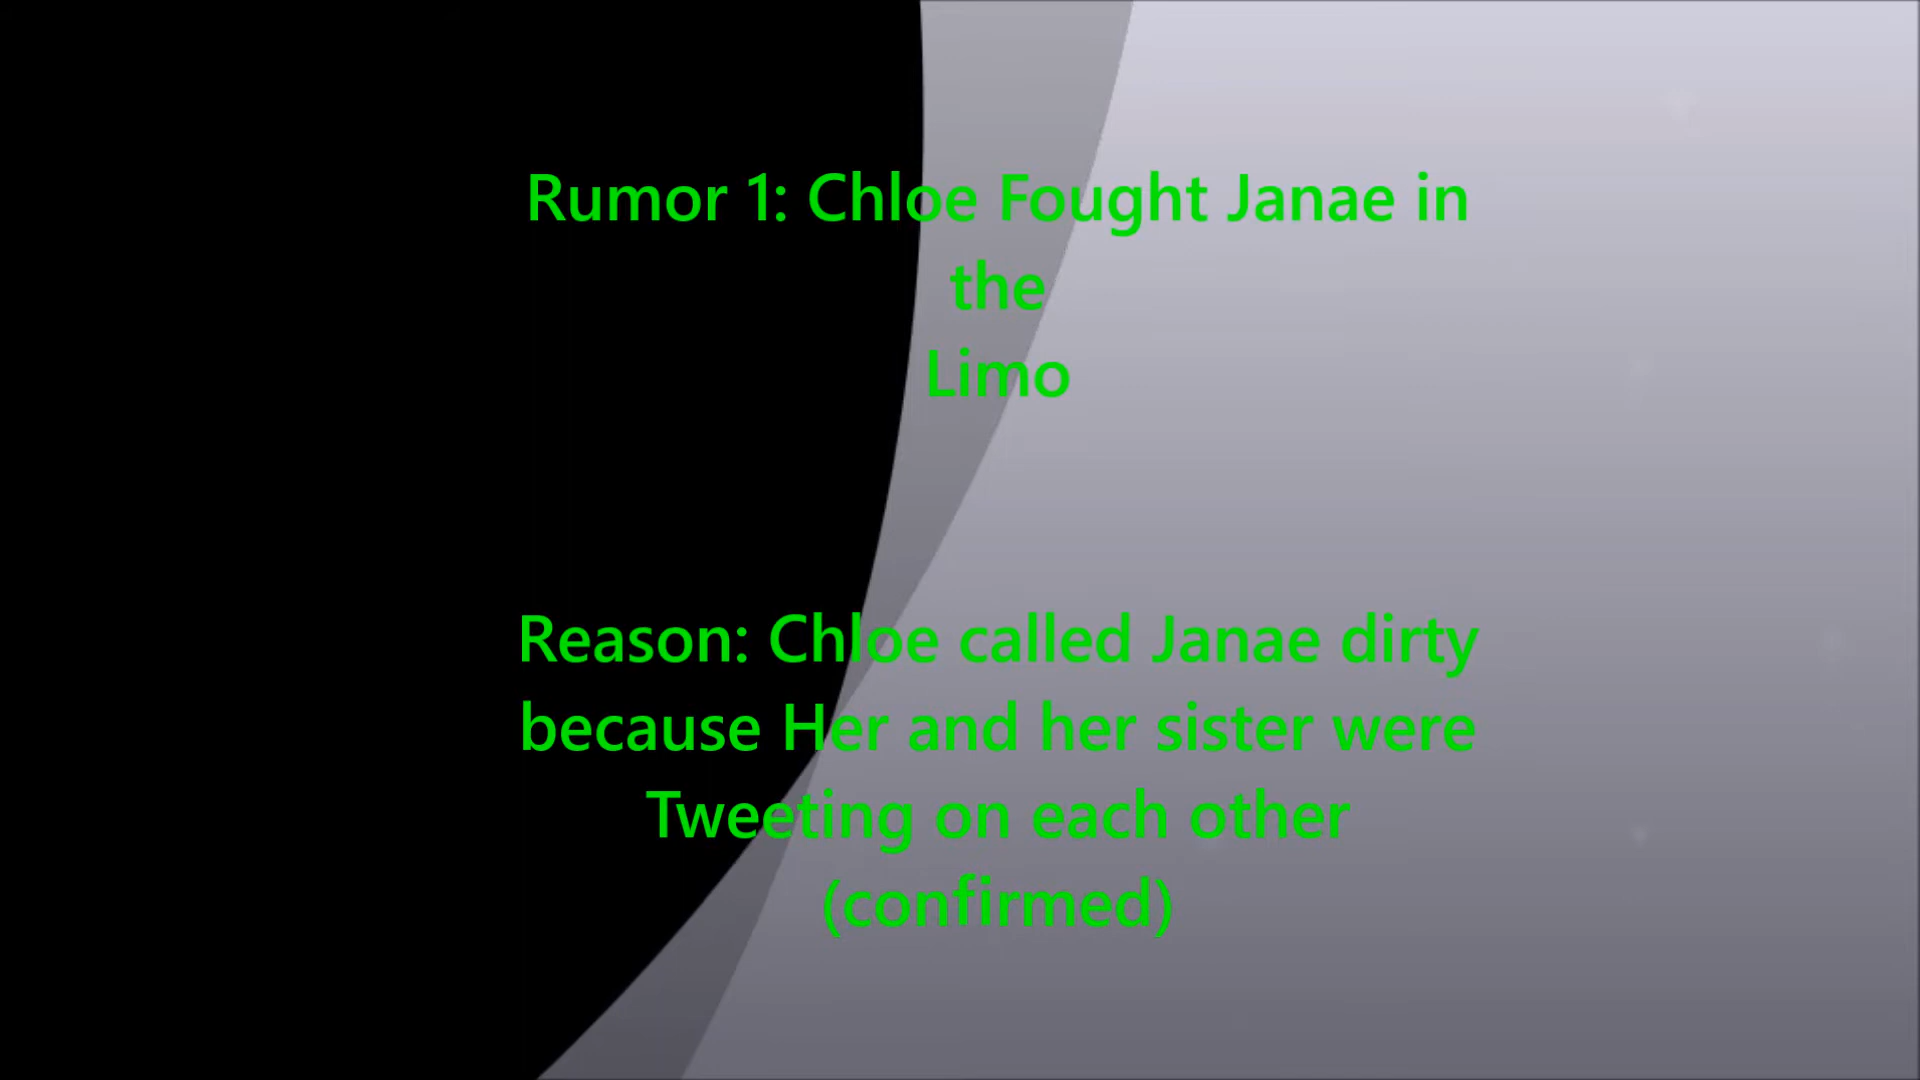 Rumor 1: Chloe Fought Janae in
the
Limo
Reason: Chloe called Janae dirty
because Her and her sister were
Tweeting on each other
(confirmed)